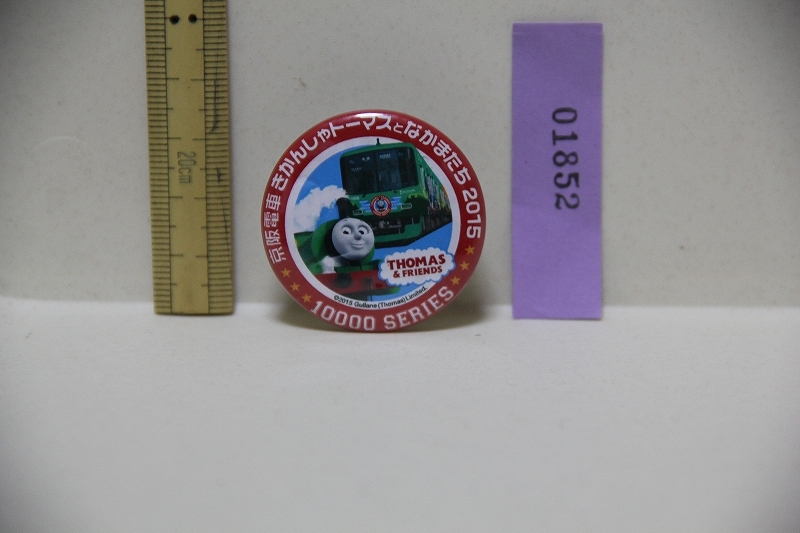 20cm
京阪電車 きかんしゃトーマスとなかまたち 2015
THOMAS
& FRIENDS
©2015 Gullane (Thomas) Limited.
10000 SERIES
01852